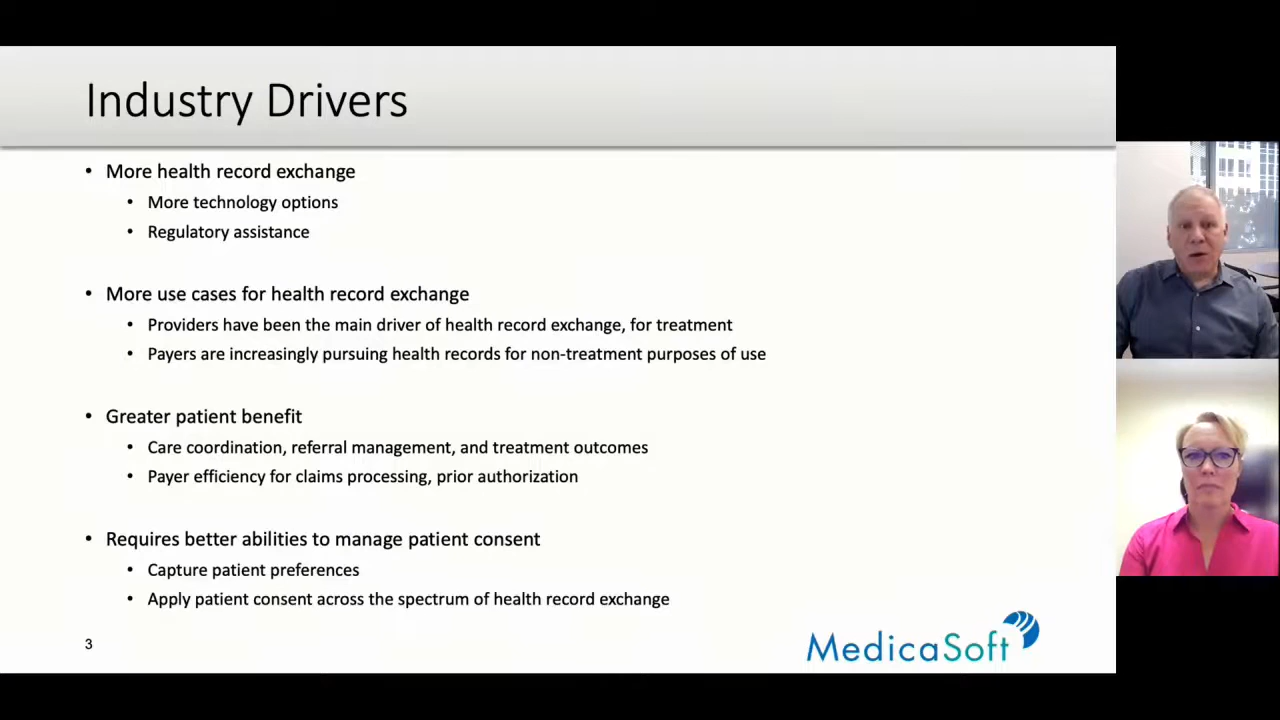 Industry Drivers
• More health record exchange
• More technology options
• Regulatory assistance
• More use cases for health record exchange
• Providers have been the main driver of health record exchange, for treatment
• Payers are increasingly pursuing health records for non-treatment purposes of use
• Greater patient benefit
• Care coordination, referral management, and treatment outcomes
• Payer efficiency for claims processing, prior authorization
• Requires better abilities to manage patient consent
• Capture patient preferences
• Apply patient consent across the spectrum of health record exchange
3
MedicaSoft